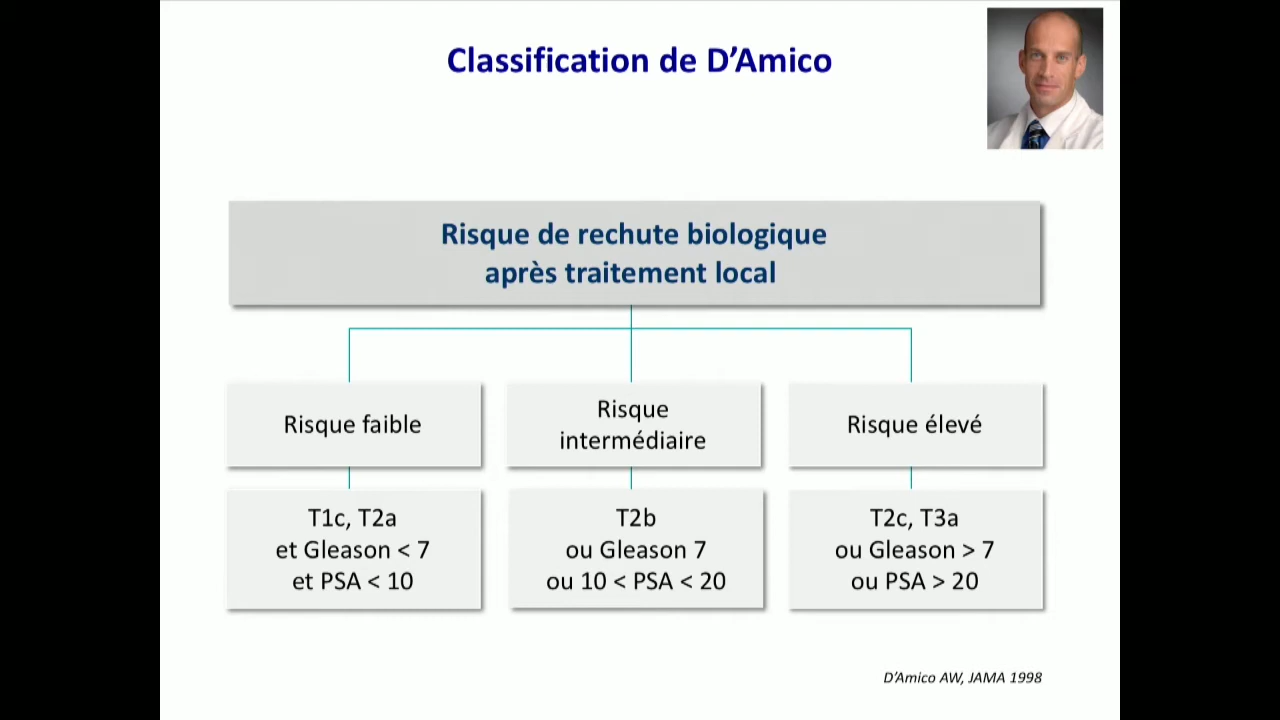 Classification de D’Amico
Risque de rechute biologique
après traitement local
Risque faible
Risque
intermédiaire
Risque élevé
T1c, T2a
et Gleason < 7
et PSA < 10
T2b
ou Gleason 7
ou 10 < PSA < 20
T2c, T3a
ou Gleason > 7
ou PSA > 20
D’Amico AW, JAMA 1998